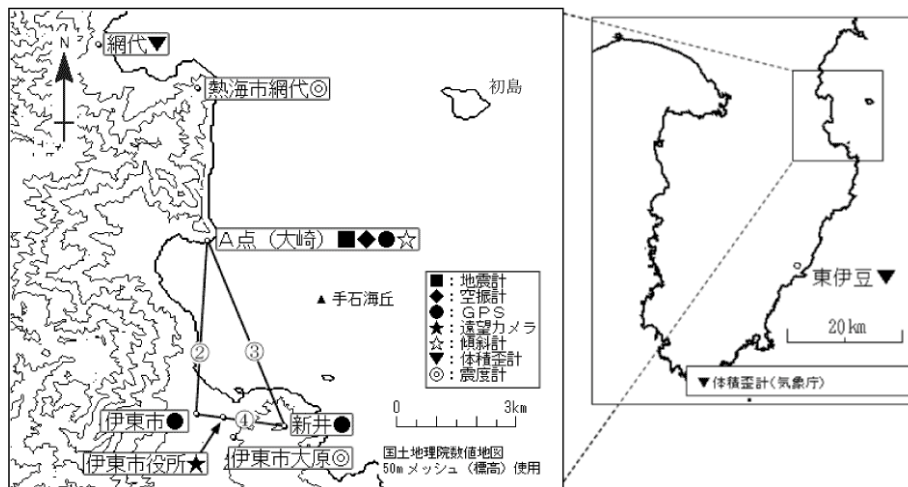 N
網代▼
熱海市網代◎
初島
A点（大崎）■◆●☆
▲手石海丘
②
③
④
■：地震計
◆：空振計
●：GPS
★：遠望カメラ
☆：傾斜計
▼：体積歪計
◎：震度計
伊東市●
新井●
伊東市役所★
伊東市大原◎
0 3km
国土地理院数値地図
50mメッシュ（標高）使用
東伊豆▼
20km
▼体積歪計(気象庁)